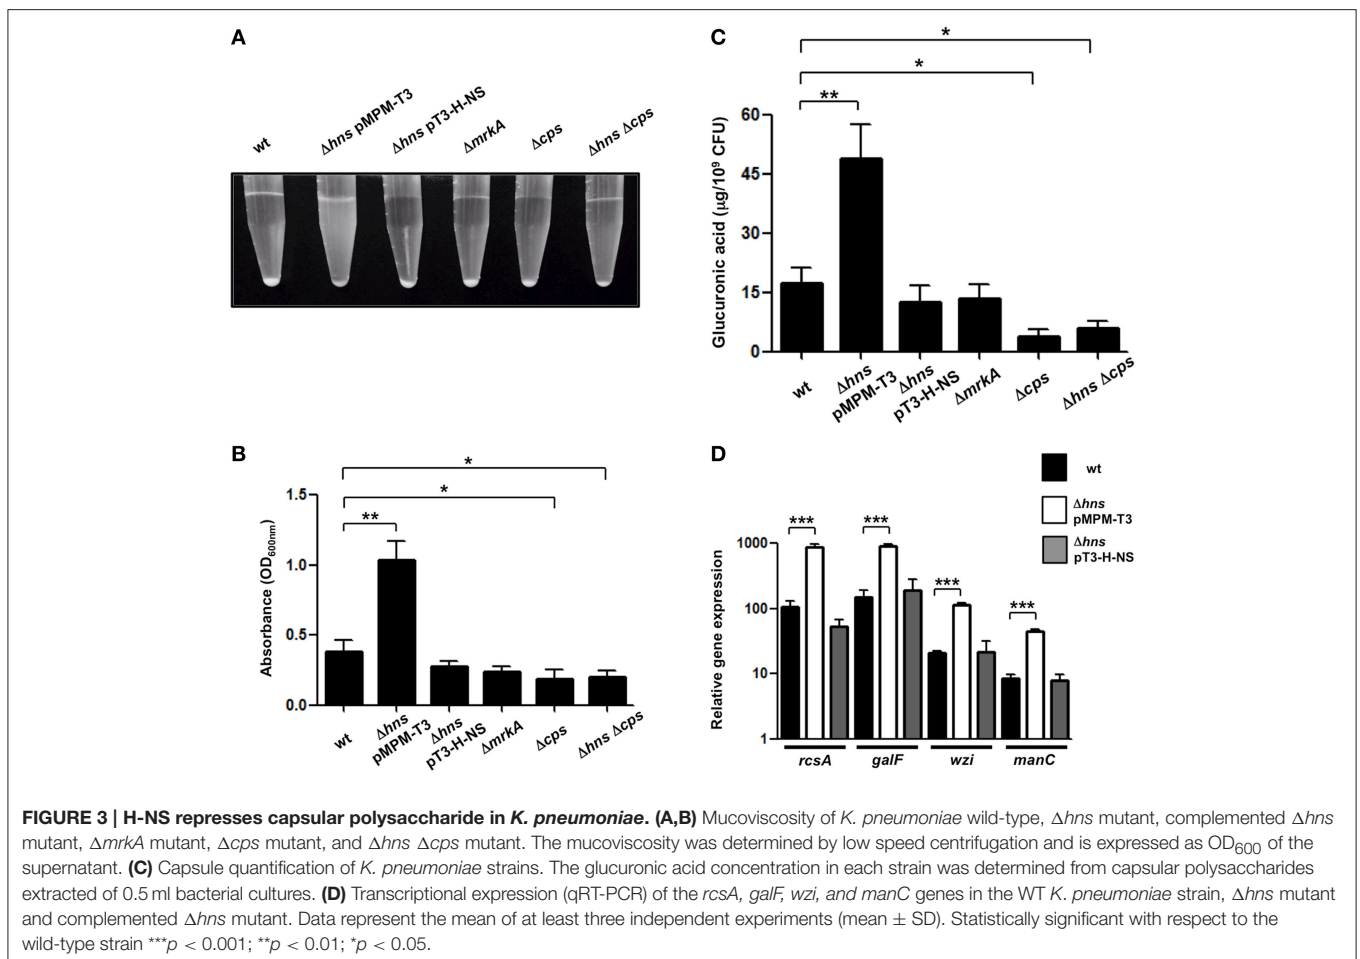 A
wt
Δhns pMPM-T3
Δhns pT3-H-NS
ΔmrkA
Δcps
Δhns Δcps
C
*
*
**
Glucuronic acid (μg/10⁹ CFU)
60
45
30
15
0
wt
Δhns
pMPM-T3
Δhns
pT3-H-NS
ΔmrkA
Δcps
Δhns Δcps
B
*
*
**
Absorbance (OD600nm)
1.5
1.0
0.5
0.0
wt
Δhns
pMPM-T3
Δhns
pT3-H-NS
ΔmrkA
Δcps
Δhns Δcps
D
wt
Δhns
pMPM-T3
Δhns
pT3-H-NS
***
***
***
***
Relative gene expression
1000
100
10
1
rcsA
galF
wzi
manC
FIGURE 3 | H-NS represses capsular polysaccharide in K. pneumoniae. (A,B) Mucoviscosity of K. pneumoniae wild-type, Δhns mutant, complemented Δhns
mutant, ΔmrkA mutant, Δcps mutant, and Δhns Δcps mutant. The mucoviscosity was determined by low speed centrifugation and is expressed as OD600 of the
supernatant. (C) Capsule quantification of K. pneumoniae strains. The glucuronic acid concentration in each strain was determined from capsular polysaccharides
extracted of 0.5 ml bacterial cultures. (D) Transcriptional expression (qRT-PCR) of the rcsA, galF, wzi, and manC genes in the WT K. pneumoniae strain, Δhns mutant
and complemented Δhns mutant. Data represent the mean of at least three independent experiments (mean ± SD). Statistically significant with respect to the
wild-type strain ***p < 0.001; **p < 0.01; *p < 0.05.